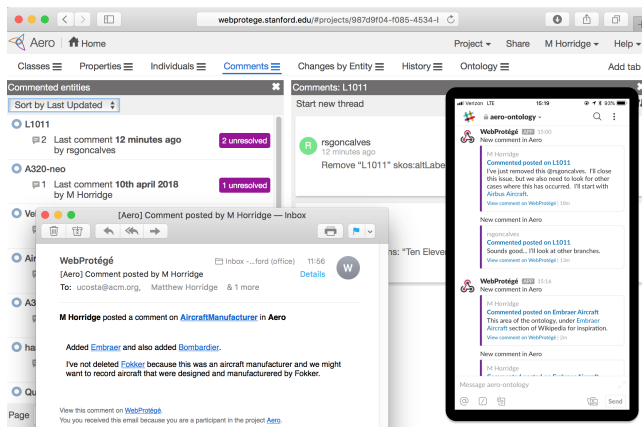 webprotege.stanford.edu/#projects/987d9f04-f085-4534-
Aero Home
Project Share M Horridge Help
Classes Properties Individuals Comments Changes by Entity History Ontology Add tab
Commented entities
Sort by Last Updated
L1011
2 Last comment 12 minutes ago
by rsgoncalves
2 unresolved
A320-neo
1 Last comment 10th april 2018
by M Horridge
1 unresolved
Ve
Air
A3
ha
Qu
Page
Comments: L1011
Start new thread
R
rsgoncalves
12 minutes ago
Remove "L1011" skos:altLabe
ns: "Ten Eleve
[Aero] Comment posted by M Horridge — Inbox
WebProtégé
Inbox - ...ford (office) 11:56
[Aero] Comment posted by M Horridge
Details
W
To: ucosta@acm.org, Matthew Horridge & 1 more
M Horridge posted a comment on AircraftManufacturer in Aero
Added Embraer and also added Bombardier.
I've not deleted Fokker because this was an aircraft manufacturer and we might
want to record aircraft that were designed and manufacturered by Fokker.
View this comment on WebProtégé.
You you received this email because you are a participant in the project Aero.
Verizon LTE 15:19 93%
aero-ontology
WebProtégé APP 15:00
New comment in Aero
M Horridge
Commented posted on L1011
I've just removed this @rsgoncalves. I'll close
this issue, but we also need to look for other
cases where this has occurred. I'll start with
Airbus Aircraft.
View comment on WebProtégé | 18m
New comment in Aero
rsgoncalves
Commented posted on L1011
Sounds good... I'll look at other branches.
View comment on WebProtégé | 13m
WebProtégé APP 15:16
New comment in Aero
M Horridge
Commented posted on Embraer Aircraft
This area of the ontology, under Embraer
Aircraft section of Wikipedia for inspiration.
View comment on WebProtégé | 2m
New comment in Aero
M Horridge
Message aero-ontology
Send